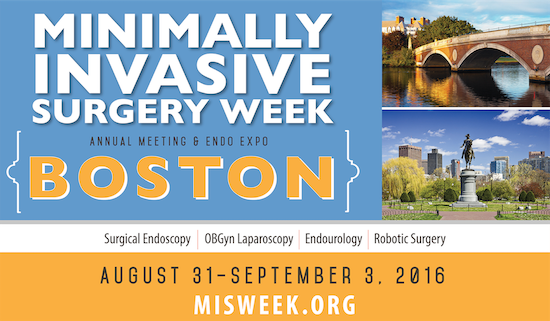 MINIMALLY
INVASIVE
SURGERY WEEK
ANNUAL MEETING & ENDO EXPO
BOSTON
Surgical Endoscopy | OBGyn Laparoscopy | Endourology | Robotic Surgery
AUGUST 31–SEPTEMBER 3, 2016
MISWEEK.ORG